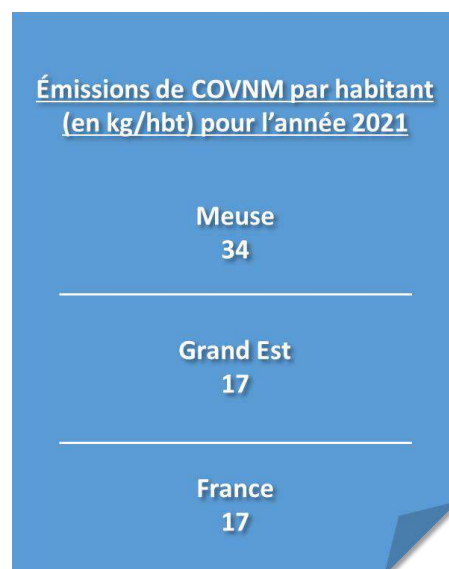 Émissions de COVNM par habitant
(en kg/hbt) pour l’année 2021
Meuse
34
Grand Est
17
France
17